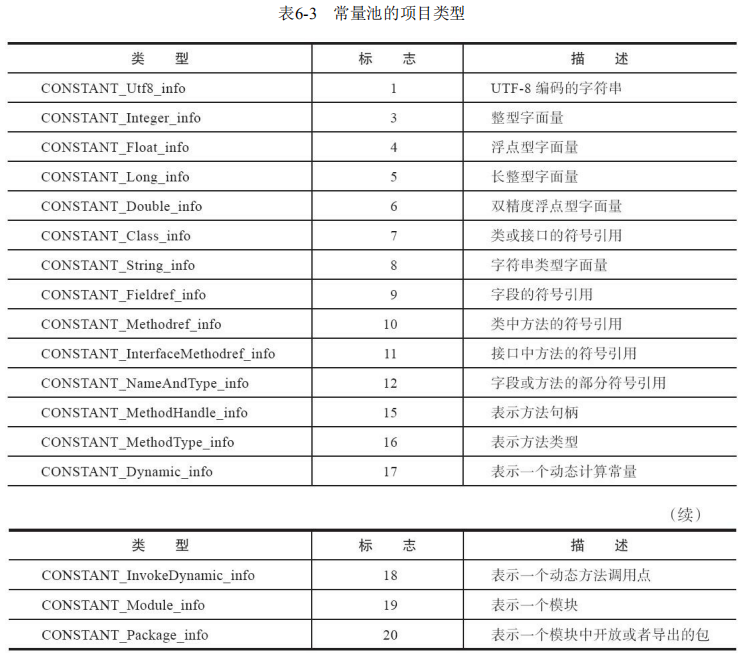 表6-3 常量池的项目类型
类 型 标 志 描 述
CONSTANT_Utf8_info 1 UTF-8 编码的字符串
CONSTANT_Integer_info 3 整型字面量
CONSTANT_Float_info 4 浮点型字面量
CONSTANT_Long_info 5 长整型字面量
CONSTANT_Double_info 6 双精度浮点型字面量
CONSTANT_Class_info 7 类或接口的符号引用
CONSTANT_String_info 8 字符串类型字面量
CONSTANT_Fieldref_info 9 字段的符号引用
CONSTANT_Methodref_info 10 类中方法的符号引用
CONSTANT_InterfaceMethodref_info 11 接口中方法的符号引用
CONSTANT_NameAndType_info 12 字段或方法的部分符号引用
CONSTANT_MethodHandle_info 15 表示方法句柄
CONSTANT_MethodType_info 16 表示方法类型
CONSTANT_Dynamic_info 17 表示一个动态计算常量
（续）
类 型 标 志 描 述
CONSTANT_InvokeDynamic_info 18 表示一个动态方法调用点
CONSTANT_Module_info 19 表示一个模块
CONSTANT_Package_info 20 表示一个模块中开放或者导出的包